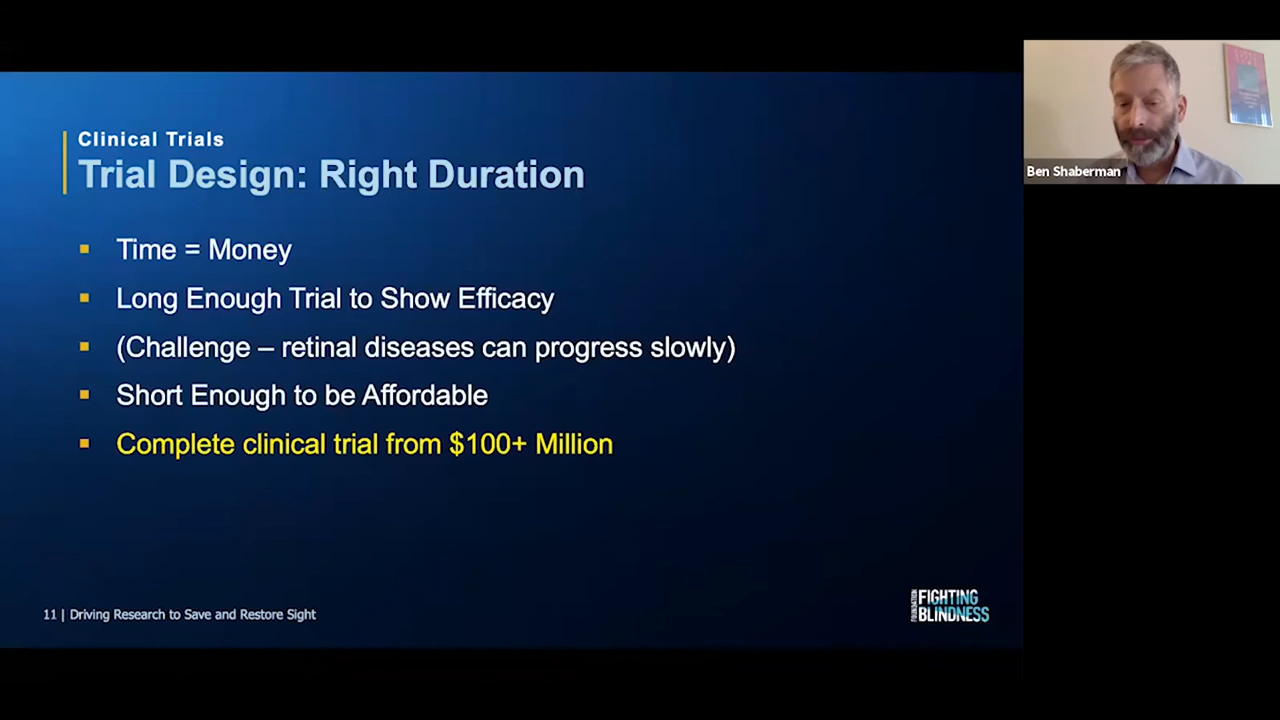 Clinical Trials
Trial Design: Right Duration
▪ Time = Money
▪ Long Enough Trial to Show Efficacy
▪ (Challenge – retinal diseases can progress slowly)
▪ Short Enough to be Affordable
▪ Complete clinical trial from $100+ Million
11 | Driving Research to Save and Restore Sight
FOUNDATION
FIGHTING
BLINDNESS
Ben Shaberman